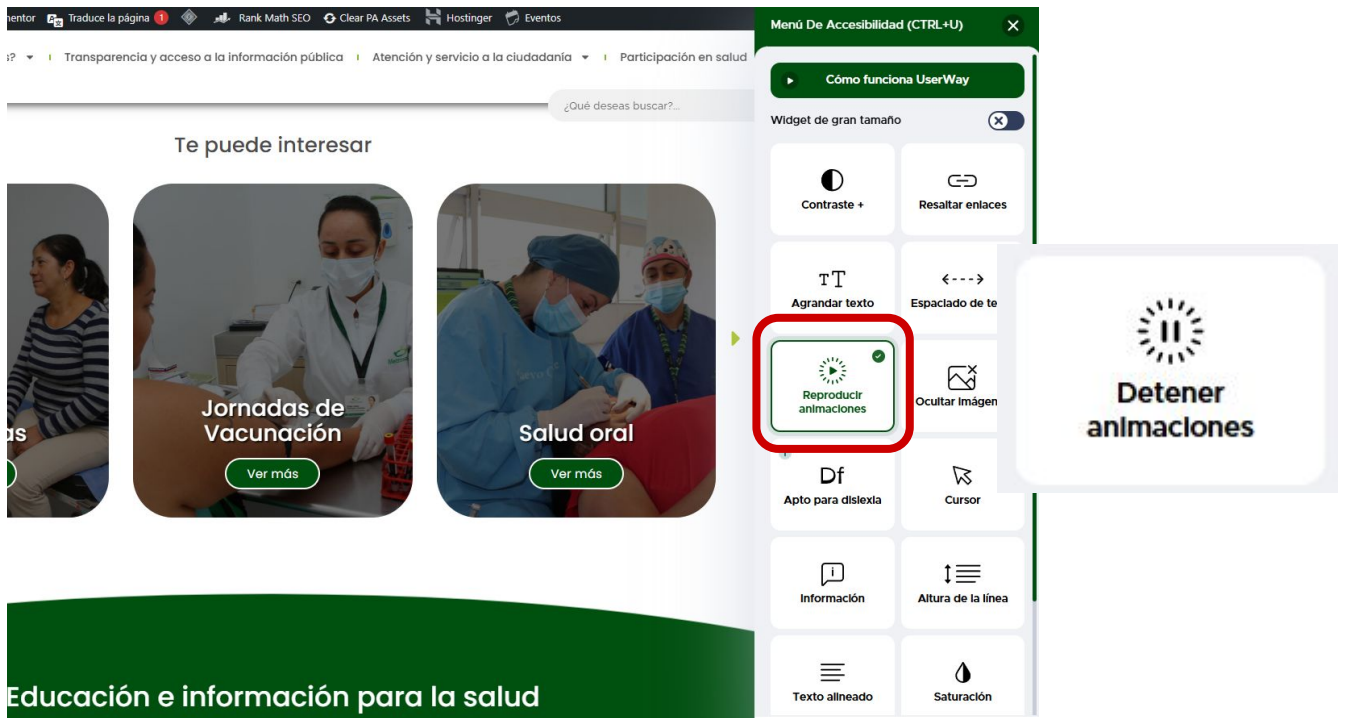 Traduce la página 1 Rank Math SEO Clear PA Assets Hostinger Eventos
Transparencia y acceso a la información pública Atención y servicio a la ciudadanía Participación en salud
¿Qué deseas buscar?...
Te puede interesar
Jornadas de
Vacunación
Ver más
Salud oral
Ver más
Educación e información para la salud
Menú De Accesibilidad (CTRL+U)
Cómo funciona UserWay
Widget de gran tamaño
Contraste +
Resaltar enlaces
Agrandar texto
Espaciado de te
Reproducir
animaciones
Ocultar imágen
Df
Apto para dislexia
Cursor
Información
Altura de la línea
Texto alineado
Saturación
Detener
animaciones